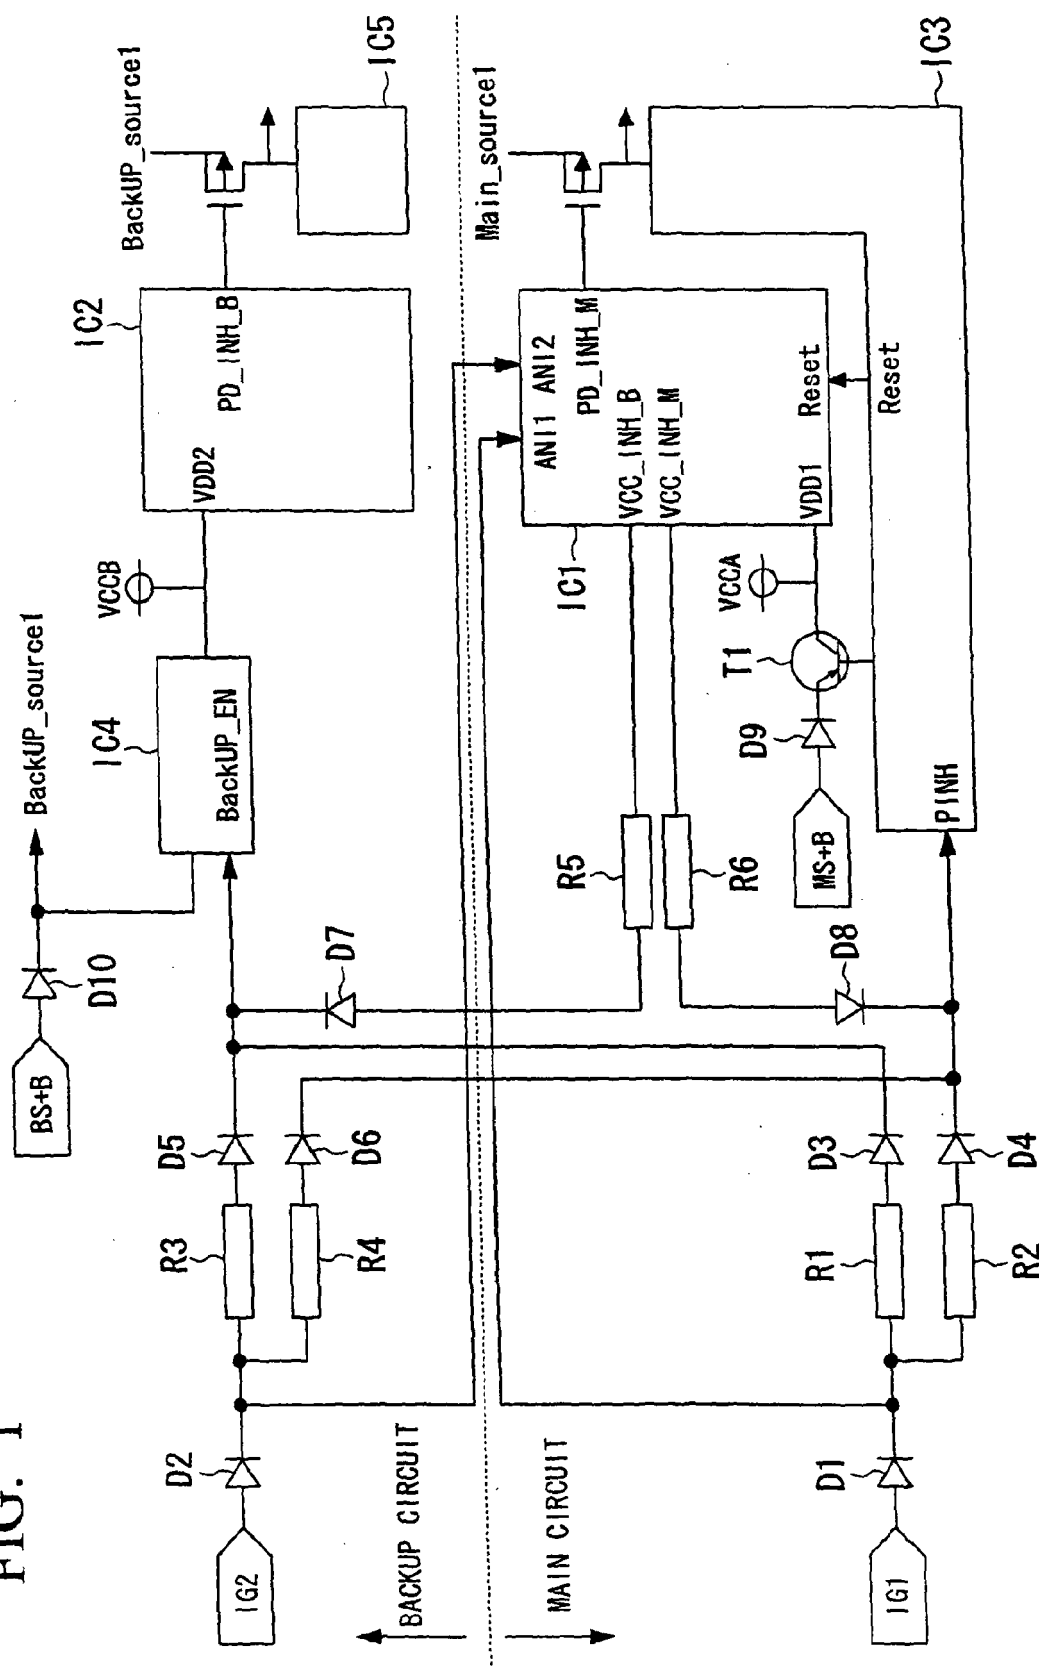 FIG. 1
BS+B
D10
BackUP_source1
IC4
BackUP_EN
VCCB
IC2
VDD2
PD_INH_B
BackUP_source1
IC5
IG2
D2
R3
D5
R4
D6
D7
BACKUP CIRCUIT
MAIN CIRCUIT
R5
R6
D8
IC1
ANI1
ANI2
PD_INH_M
VCC_INH_B
VCC_INH_M
VDD1
Reset
Reset
Main_source1
IC3
VCCA
T1
D9
MS+B
PINH
IG1
D1
R1
D3
R2
D4